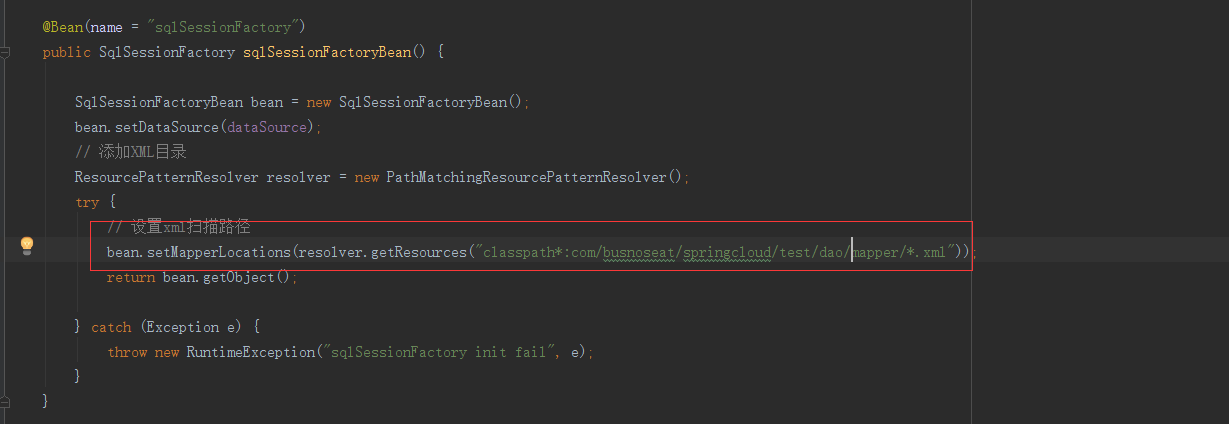 @Bean(name = "sqlSessionFactory")
public SqlSessionFactory sqlSessionFactoryBean() {
SqlSessionFactoryBean bean = new SqlSessionFactoryBean();
bean.setDataSource(dataSource);
// 添加XML目录
ResourcePatternResolver resolver = new PathMatchingResourcePatternResolver();
try {
// 设置xml扫描路径
bean.setMapperLocations(resolver.getResources("classpath*:com/busnoseat/springcloud/test/dao/mapper/*.xml"));
return bean.getObject();
} catch (Exception e) {
throw new RuntimeException("sqlSessionFactory init fail", e);
}
}